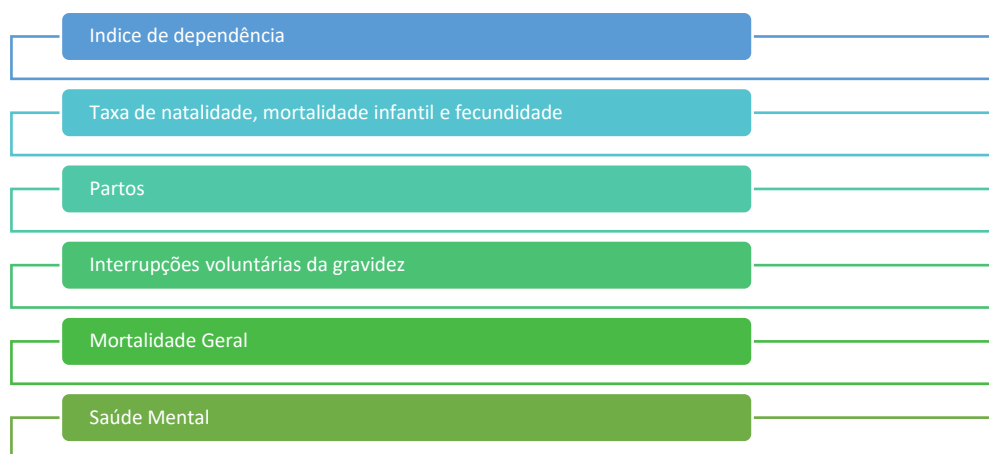 Indice de dependência
Taxa de natalidade, mortalidade infantil e fecundidade
Partos
Interrupções voluntárias da gravidez
Mortalidade Geral
Saúde Mental